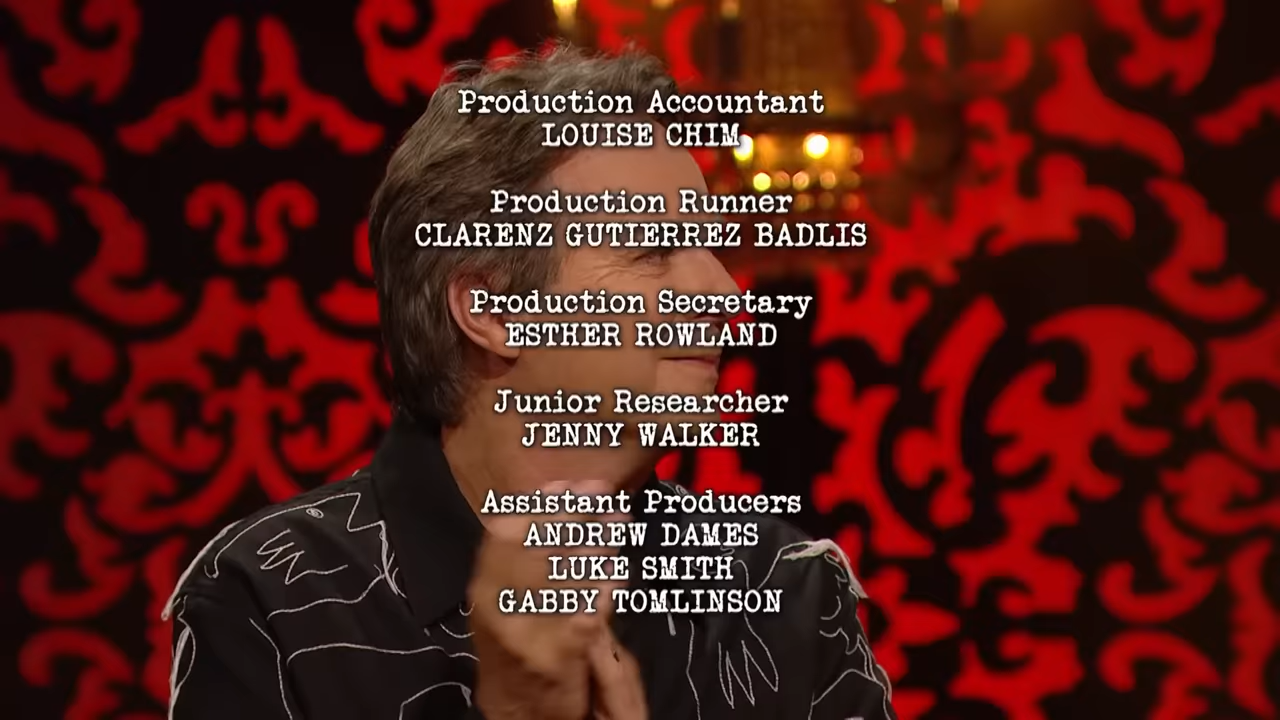 Production Accountant
LOUISE CHIM
Production Runner
CLARENZ GUTIERREZ BADLIS
Production Secretary
ESTHER ROWLAND
Junior Researcher
JENNY WALKER
Assistant Producers
ANDREW DAMES
LUKE SMITH
GABBY TOMLINSON